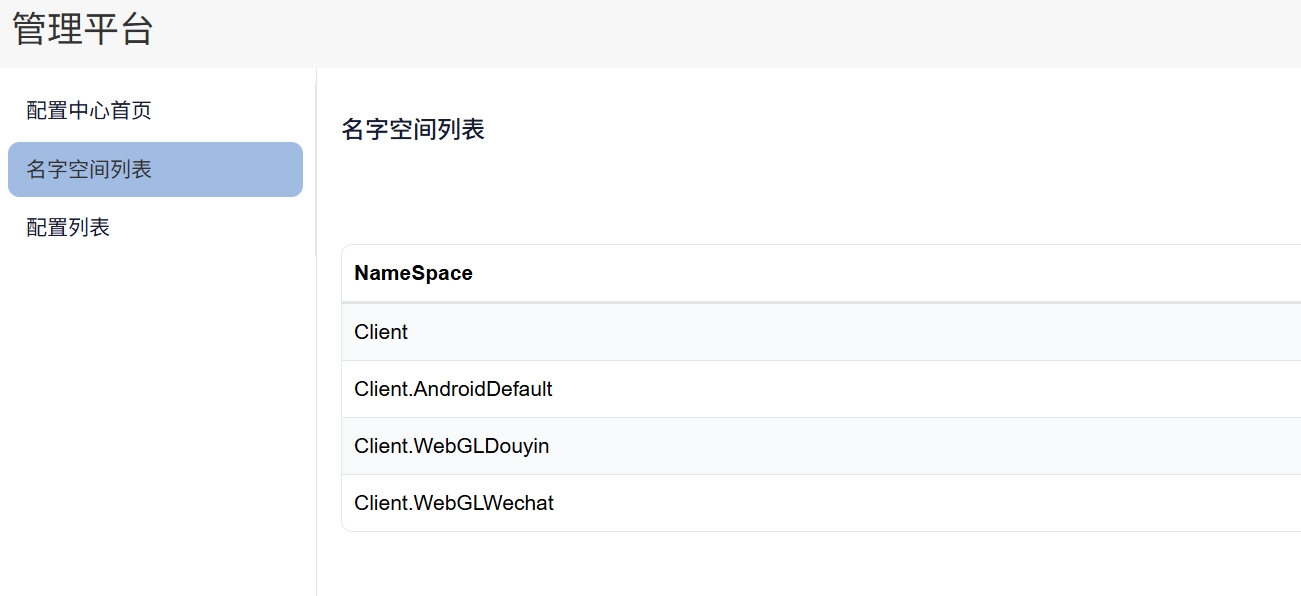 管理平台
配置中心首页
名字空间列表
配置列表
名字空间列表
NameSpace
Client
Client.AndroidDefault
Client.WebGLDouyin
Client.WebGLWechat